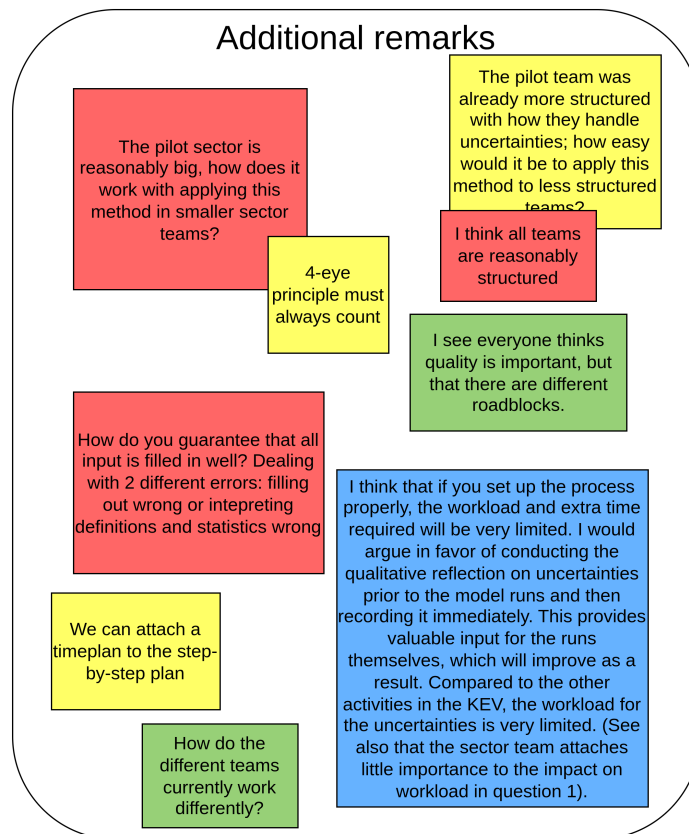 Additional remarks
The pilot sector is
reasonably big, how does it
work with applying this
method in smaller sector
teams?
4-eye
principle must
always count
The pilot team was
already more structured
with how they handle
uncertainties; how easy
would it be to apply this
method to less structured
teams?
I think all teams
are reasonably
structured
I see everyone thinks
quality is important, but
that there are different
roadblocks.
How do you guarantee that all
input is filled in well? Dealing
with 2 different errors: filling
out wrong or intepreting
definitions and statistics wrong
I think that if you set up the process
properly, the workload and extra time
required will be very limited. I would
argue in favor of conducting the
qualitative reflection on uncertainties
prior to the model runs and then
recording it immediately. This provides
valuable input for the runs
themselves, which will improve as a
result. Compared to the other
activities in the KEV, the workload for
the uncertainties is very limited. (See
also that the sector team attaches
little importance to the impact on
workload in question 1).
We can attach a
timeplan to the step-
by-step plan
How do the
different teams
currently work
differently?